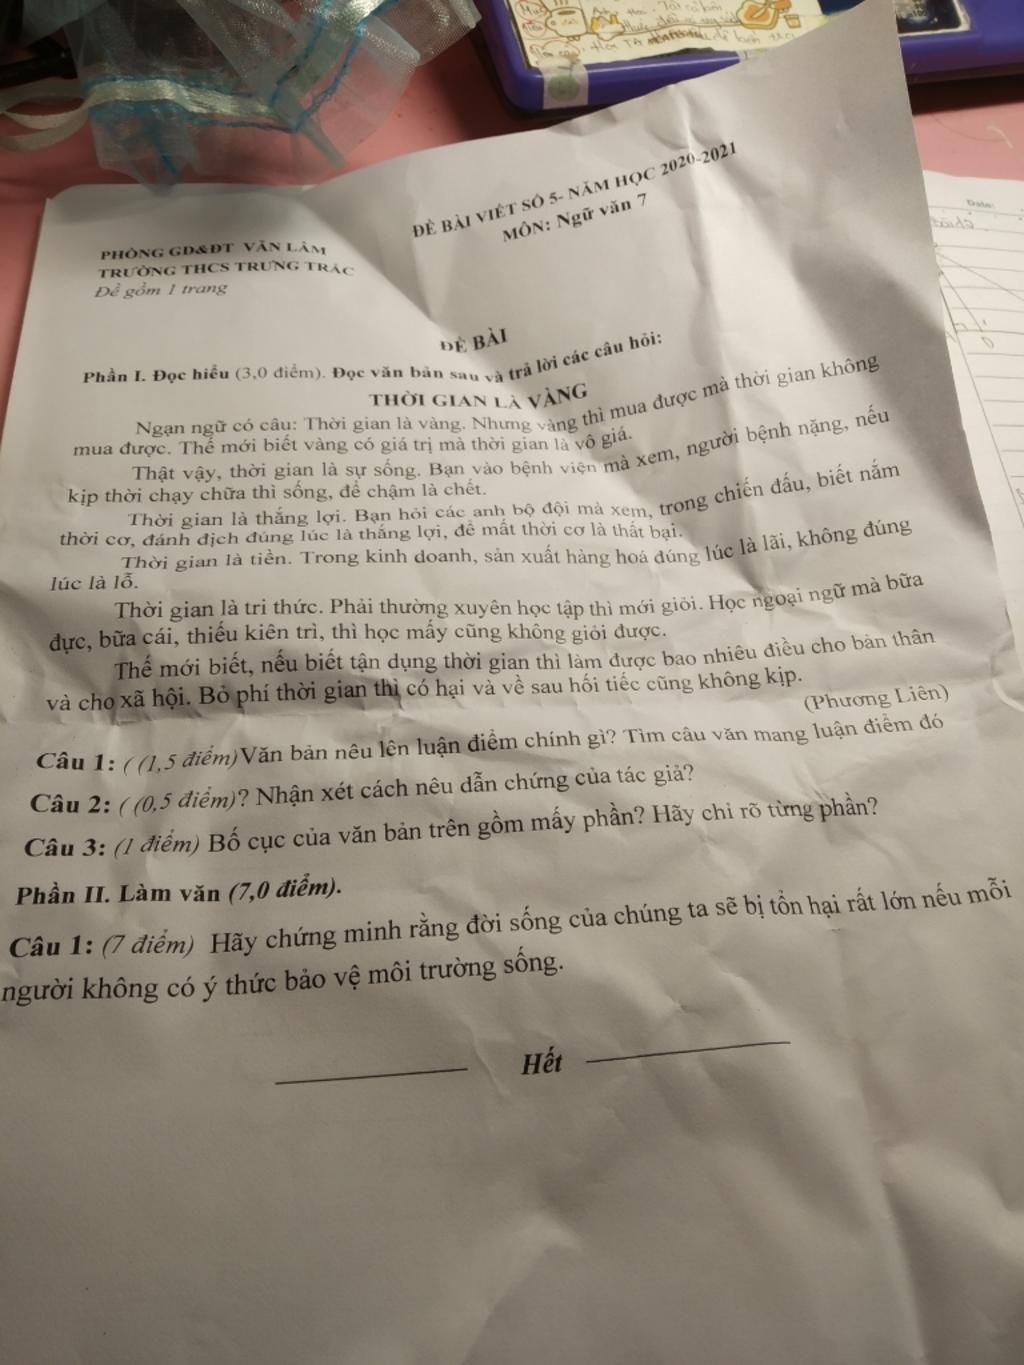 ĐỀ BÀI VIẾT SỐ 5- NĂM HỌC 2020-2021
MÔN: Ngữ văn 7
PHÒNG GD&ĐT VĂN LÂM
TRƯỜNG THCS TRƯNG TRẮC
Đề gồm 1 trang
ĐỀ BÀI
Phần I. Đọc hiểu (3,0 điểm). Đọc văn bản sau và trả lời các câu hỏi:
THỜI GIAN LÀ VÀNG
Ngạn ngữ có câu: Thời gian là vàng. Nhưng vàng thì mua được mà thời gian không
mua được. Thế mới biết vàng có giá trị mà thời gian là vô giá.
Thật vậy, thời gian là sự sống. Bạn vào bệnh viện mà xem, người bệnh nặng, nếu
kịp thời chạy chữa thì sống, để chậm là chết.
Thời gian là thắng lợi. Bạn hỏi các anh bộ đội mà xem, trong chiến đấu, biết nắm
thời cơ, đánh địch đúng lúc là thắng lợi, để mất thời cơ là thất bại.
Thời gian là tiền. Trong kinh doanh, sản xuất hàng hoá đúng lúc là lãi, không đúng
lúc là lỗ.
Thời gian là tri thức. Phải thường xuyên học tập thì mới giỏi. Học ngoại ngữ mà bữa
đực, bữa cái, thiếu kiên trì, thì học mấy cũng không giỏi được.
Thế mới biết, nếu biết tận dụng thời gian thì làm được bao nhiêu điều cho bản thân
và cho xã hội. Bỏ phí thời gian thì có hại và về sau hối tiếc cũng không kịp.
(Phương Liên)
Câu 1: ( (1,5 điểm)Văn bản nêu lên luận điểm chính gì? Tìm câu văn mang luận điểm đó
Câu 2: ( (0,5 điểm)? Nhận xét cách nêu dẫn chứng của tác giả?
Câu 3: (1 điểm) Bố cục của văn bản trên gồm mấy phần? Hãy chỉ rõ từng phần?
Phần II. Làm văn (7,0 điểm).
Câu 1: (7 điểm) Hãy chứng minh rằng đời sống của chúng ta sẽ bị tổn hại rất lớn nếu mỗi
người không có ý thức bảo vệ môi trường sống.
Hết
Date: